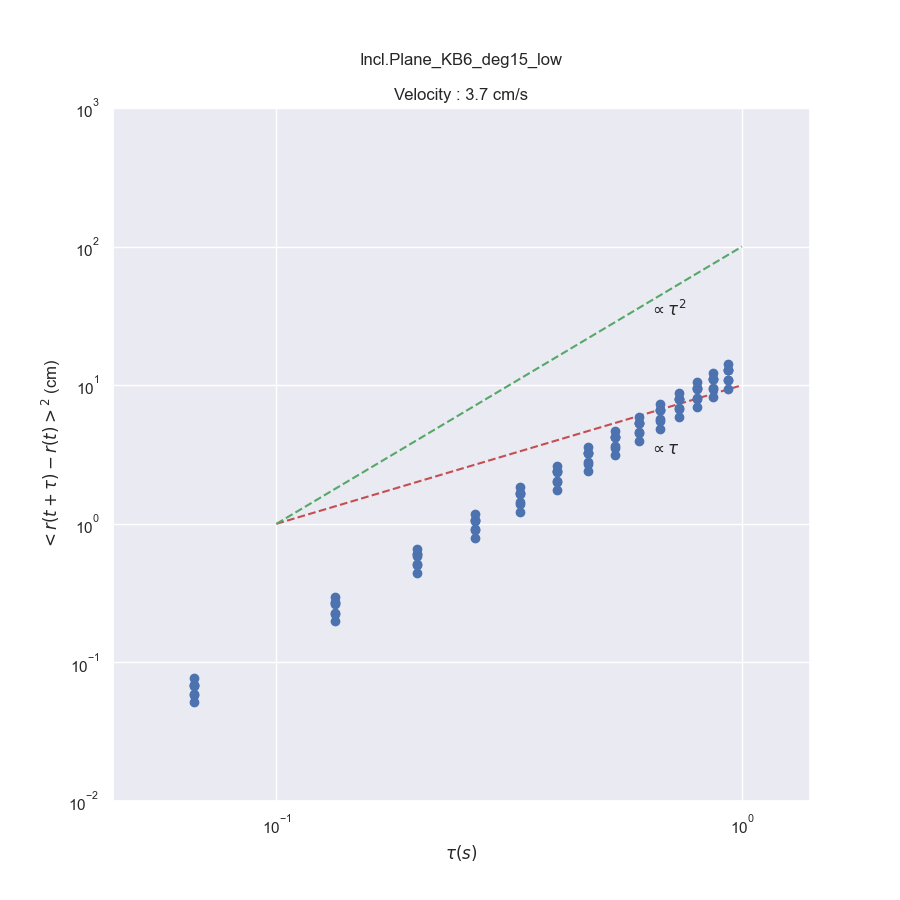 Incl.Plane_KB6_deg15_low
Velocity : 3.7 cm/s
10³
10²
10¹
10⁰
10⁻¹
10⁻²
< r(t + τ) − r(t) > ² (cm)
∝ τ²
∝ τ
10⁻¹
10⁰
τ(s)